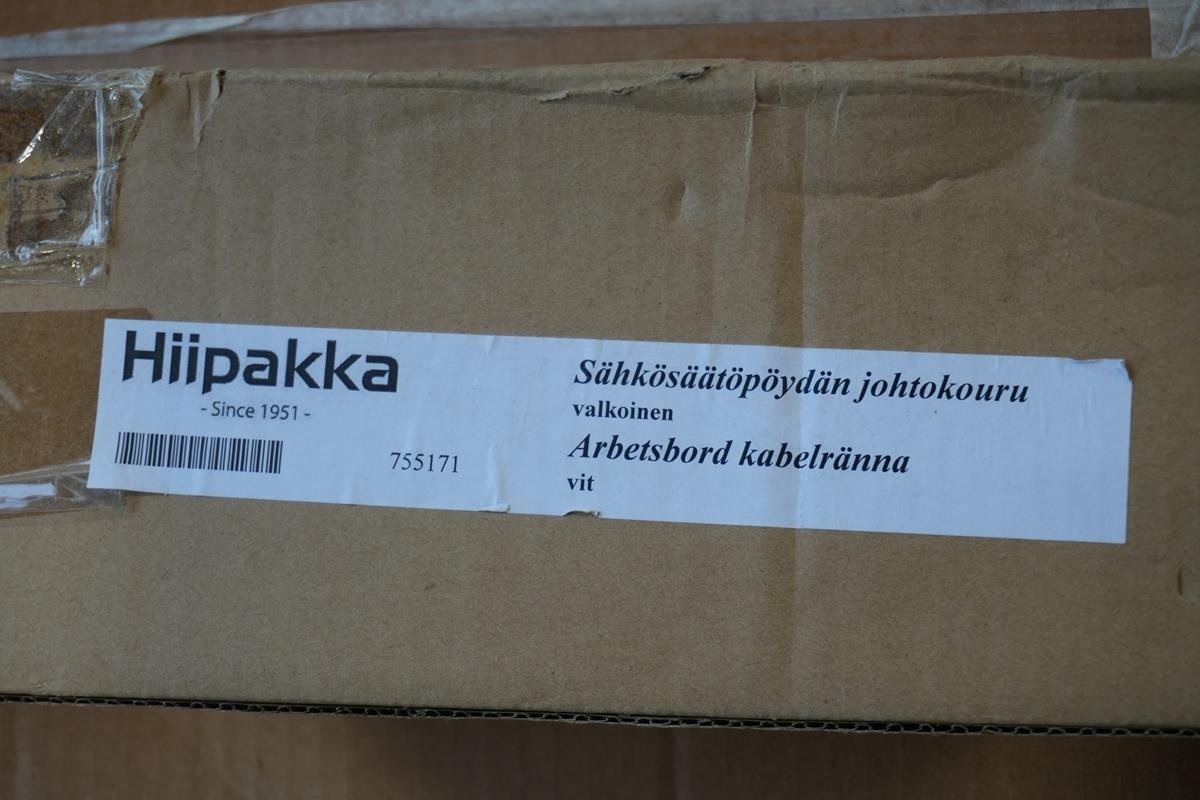 Hiipakka
- Since 1951 -
755171
Sähkösäätöpöydän johtokouru
valkoinen
Arbetsbord kabelränna
vit